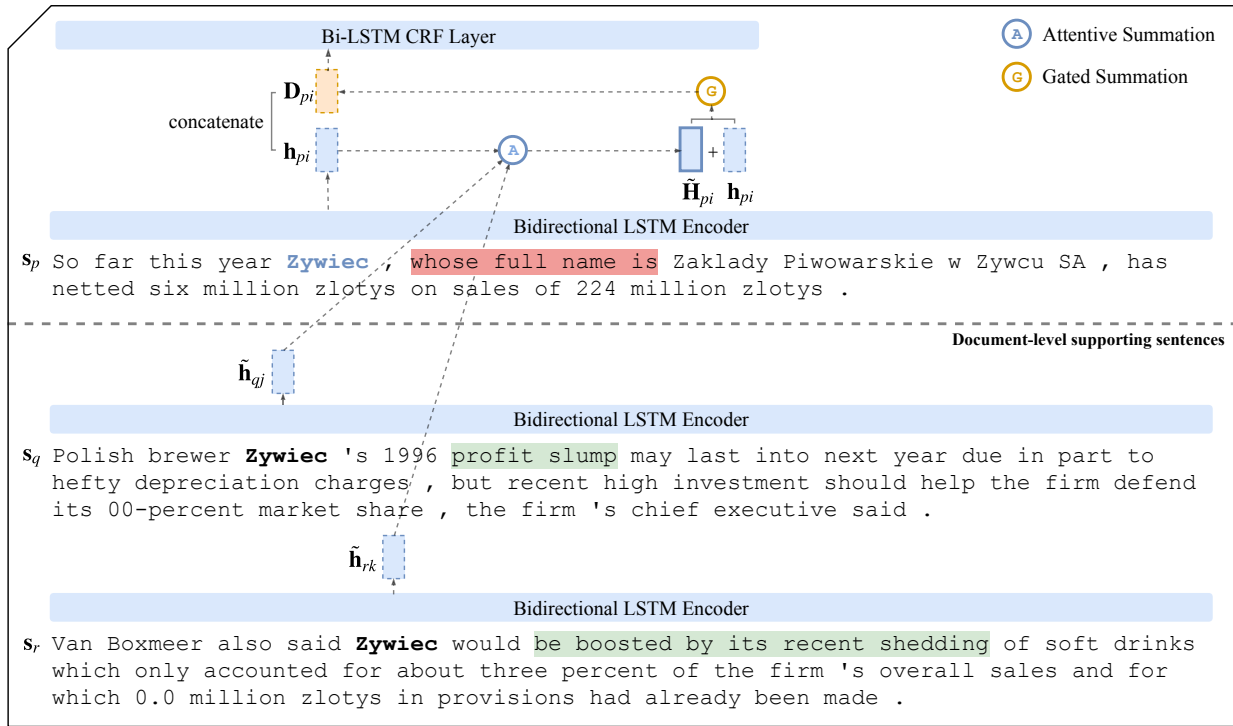 Bi-LSTM CRF Layer
A Attentive Summation
G Gated Summation
D_pi
G
concatenate
h_pi
A
+
H̃_pi h_pi
Bidirectional LSTM Encoder
s_p So far this year Zywiec , whose full name is Zaklady Piwowarskie w Zywcu SA , has
netted six million zlotys on sales of 224 million zlotys .
Document-level supporting sentences
h̃_qj
Bidirectional LSTM Encoder
s_q Polish brewer Zywiec 's 1996 profit slump may last into next year due in part to
hefty depreciation charges , but recent high investment should help the firm defend
its 00-percent market share , the firm 's chief executive said .
h̃_rk
Bidirectional LSTM Encoder
s_r Van Boxmeer also said Zywiec would be boosted by its recent shedding of soft drinks
which only accounted for about three percent of the firm 's overall sales and for
which 0.0 million zlotys in provisions had already been made .